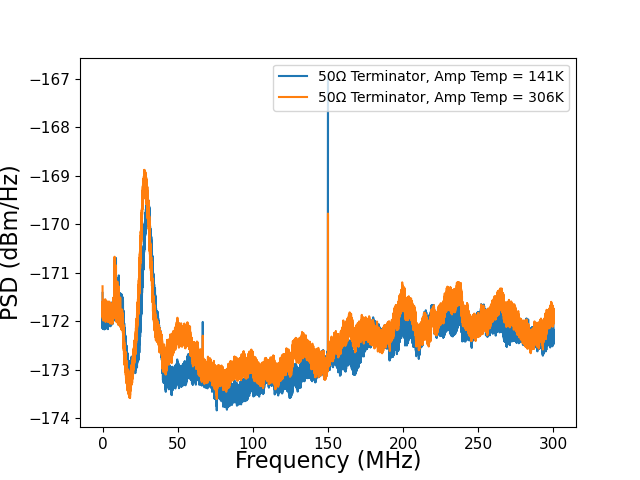 50Ω Terminator, Amp Temp = 141K
50Ω Terminator, Amp Temp = 306K
PSD (dBm/Hz)
−167
−168
−169
−170
−171
−172
−173
−174
0 50 100 150 200 250 300
Frequency (MHz)